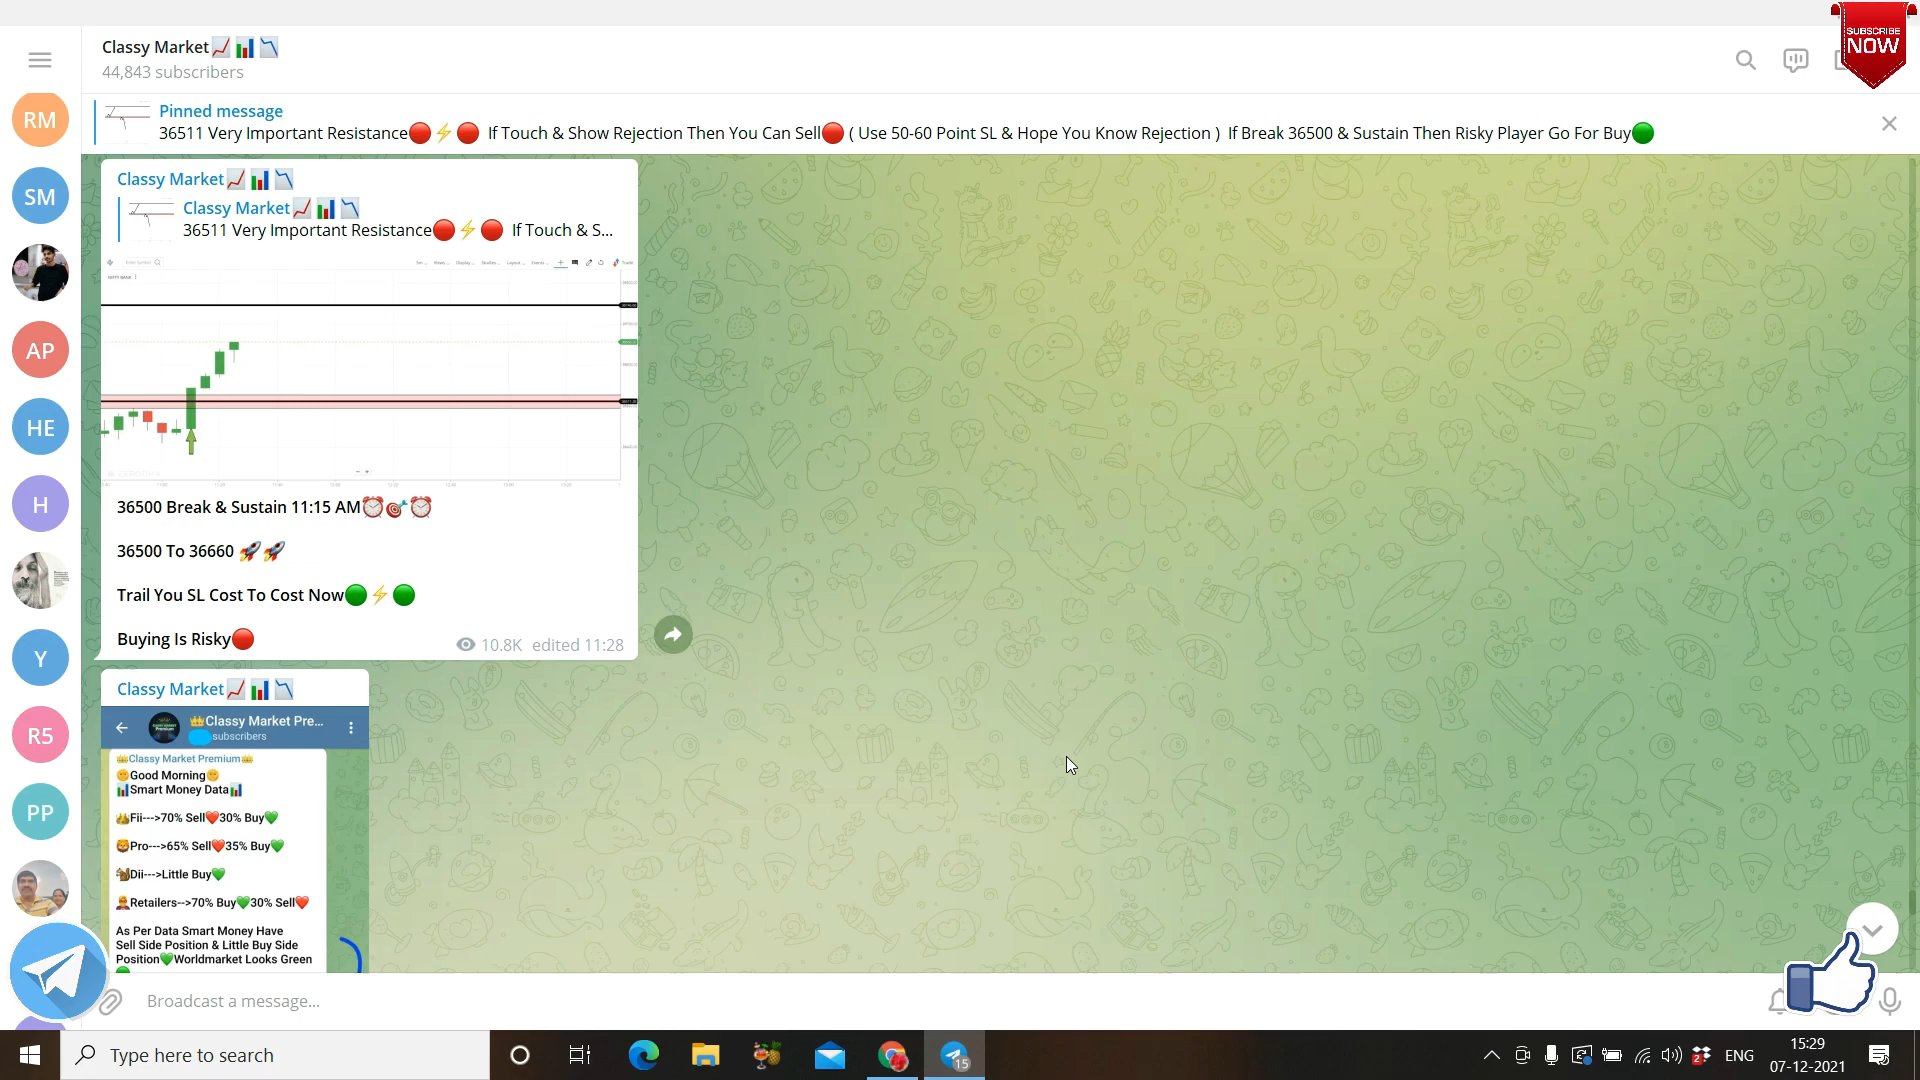 Classy Market📈📊📉
44,843 subscribers
SUBSCRIBE
NOW
Pinned message
36511 Very Important Resistance🔴⚡🔴 If Touch & Show Rejection Then You Can Sell🔴 ( Use 50-60 Point SL & Hope You Know Rejection ) If Break 36500 & Sustain Then Risky Player Go For Buy🟢
RM
SM
AP
HE
H
Y
R5
PP
Classy Market📈📊📉
Classy Market📈📊📉
36511 Very Important Resistance🔴⚡🔴 If Touch & S...
NIFTY BANK
36500 Break & Sustain 11:15 AM⏰🎯⏰
36500 To 36660 🚀🚀
Trail You SL Cost To Cost Now🟢⚡🟢
Buying Is Risky🔴
10.8K edited 11:28
Classy Market📈📊📉
👑Classy Market Pre...
subscribers
👑Classy Market Premium👑
🌞Good Morning🌞
📊Smart Money Data📊
Fii--->70% Sell❤️30% Buy💚
🦁Pro--->65% Sell❤️35% Buy💚
🐿️Dii--->Little Buy💚
Retailers-->70% Buy💚30% Sell❤️
As Per Data Smart Money Have
Sell Side Position & Little Buy Side
Position💚Worldmarket Looks Green
Broadcast a message...
Type here to search
15
2
ENG
15:29
07-12-2021